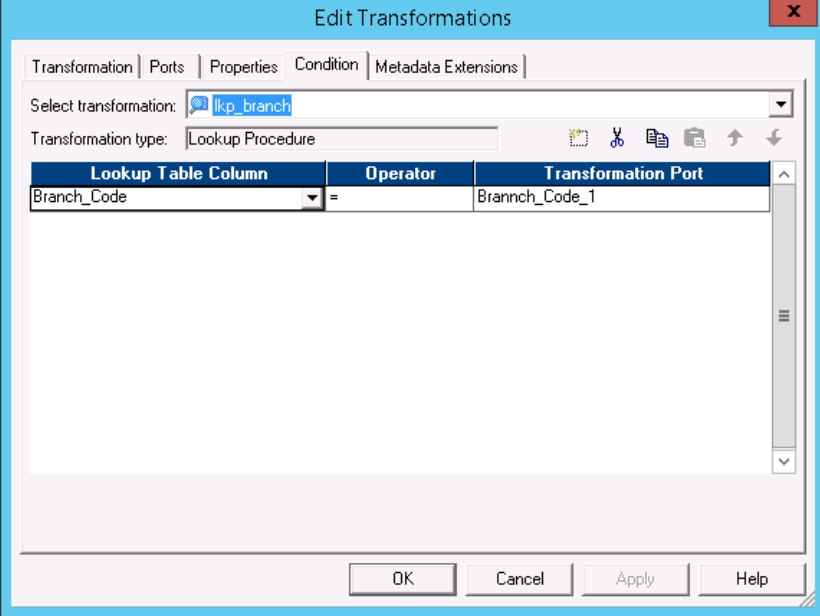 Edit Transformations
x
Transformation Ports Properties Condition Metadata Extensions
Select transformation: lkp_branch
Transformation type: Lookup Procedure
Lookup Table Column Operator Transformation Port
Branch_Code = Brannch_Code_1
OK Cancel Apply Help